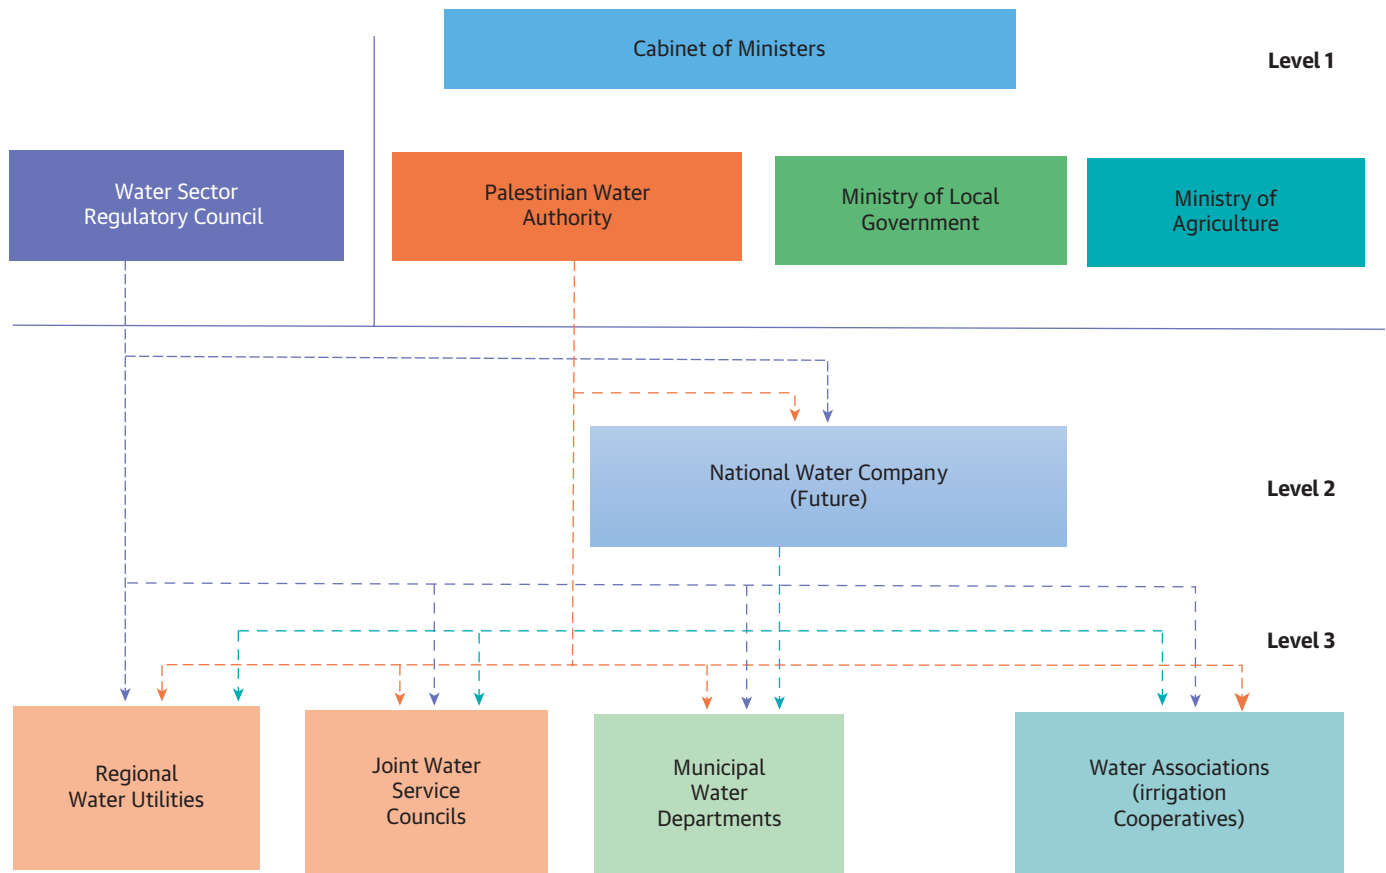 Cabinet of Ministers
Level 1
Water Sector
Regulatory Council
Palestinian Water
Authority
Ministry of Local
Government
Ministry of
Agriculture
National Water Company
(Future)
Level 2
Level 3
Regional
Water Utilities
Joint Water
Service
Councils
Municipal
Water
Departments
Water Associations
(irrigation
Cooperatives)